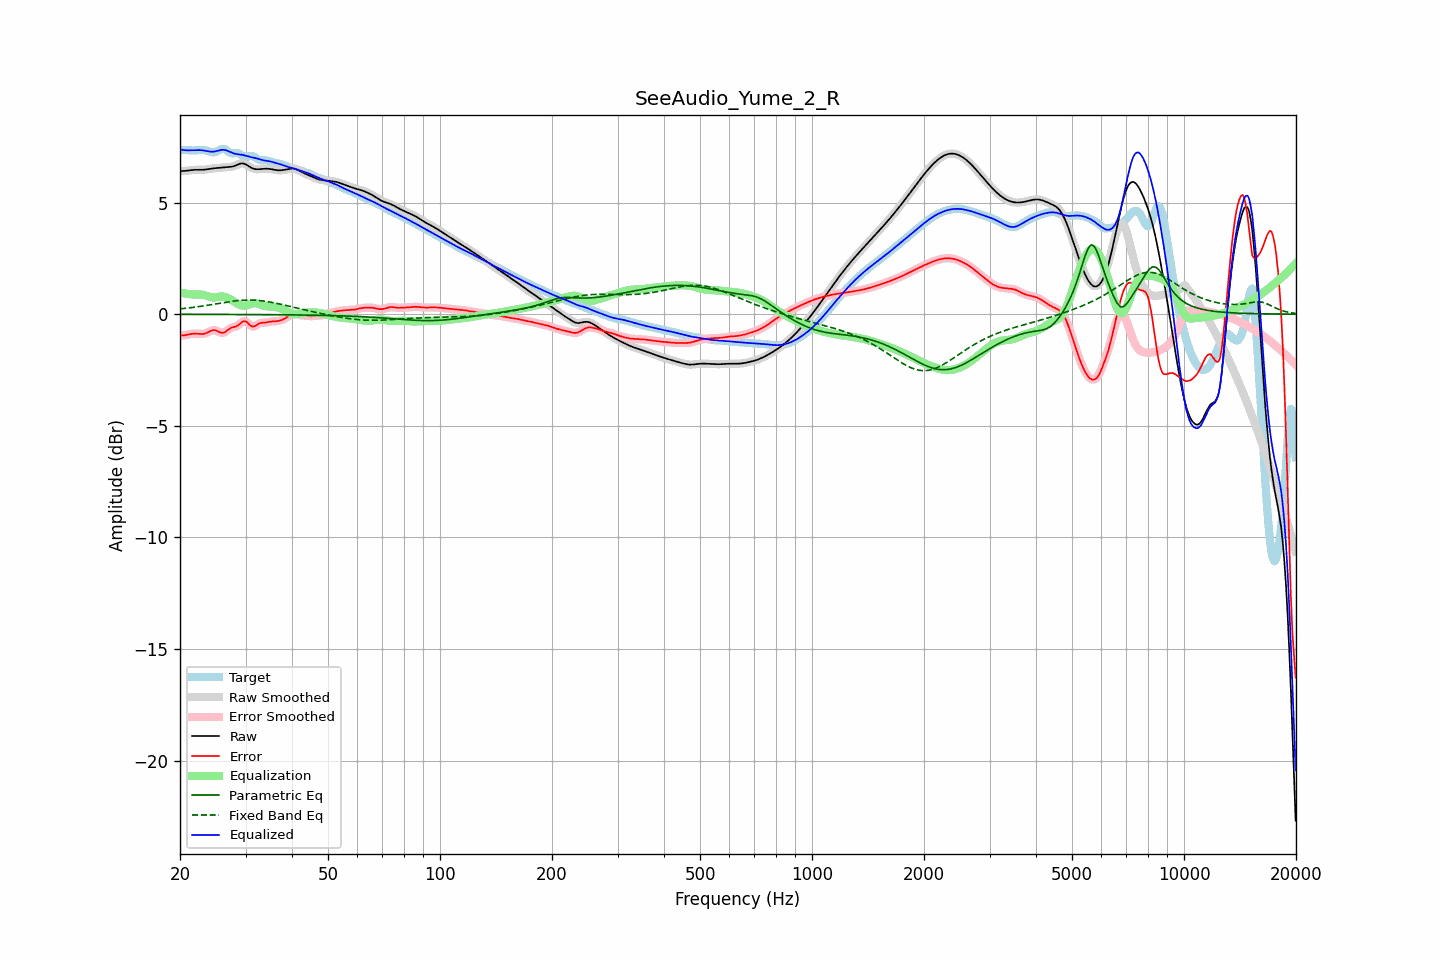 SeeAudio_Yume_2_R
Amplitude (dBr)
5
0
−5
−10
−15
−20
Target
Raw Smoothed
Error Smoothed
Raw
Error
Equalization
Parametric Eq
Fixed Band Eq
Equalized
20 50 100 200 500 1000 2000 5000 10000 20000
Frequency (Hz)